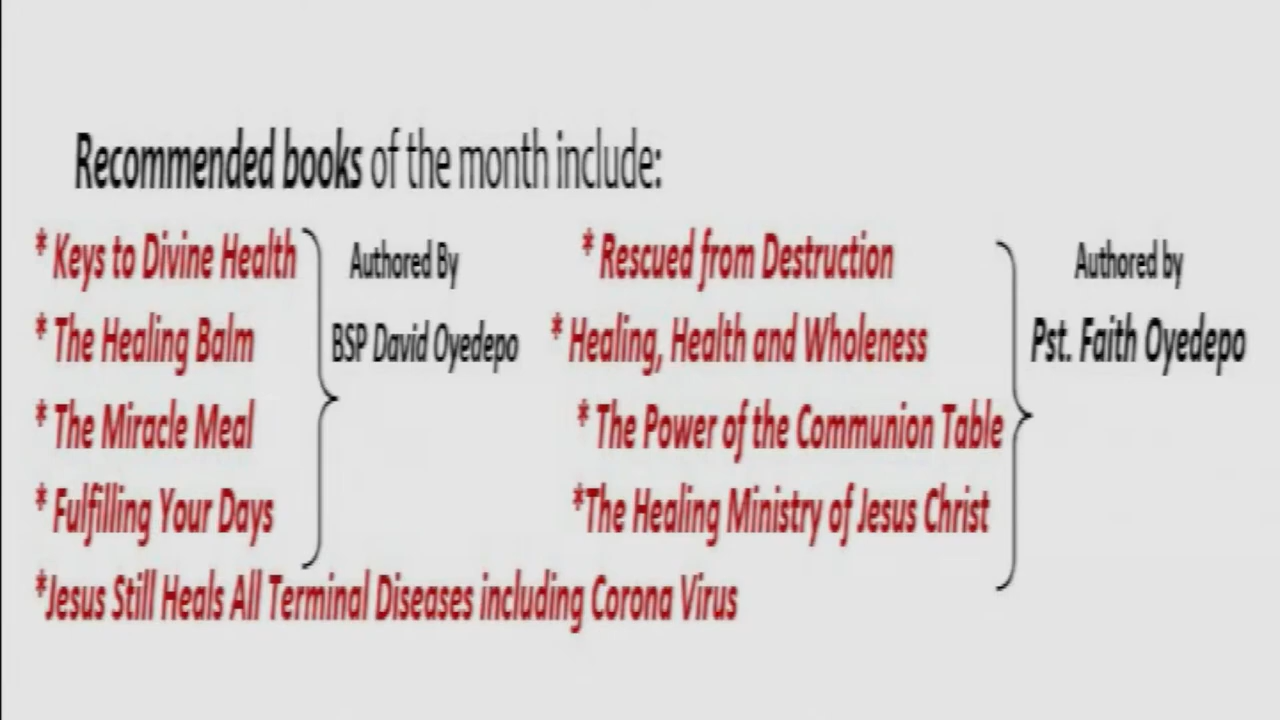 Recommended books of the month include:
* Keys to Divine Health
* The Healing Balm
* The Miracle Meal
* Fulfilling Your Days
Authored By
BSP David Oyedepo
* Rescued from Destruction
* Healing, Health and Wholeness
* The Power of the Communion Table
*The Healing Ministry of Jesus Christ
Authored by
Pst. Faith Oyedepo
*Jesus Still Heals All Terminal Diseases including Corona Virus